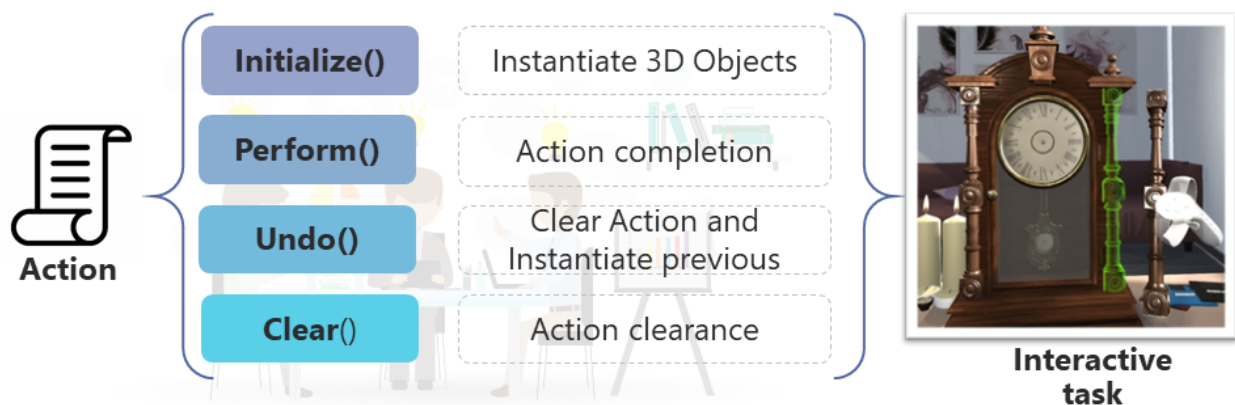 Action
Initialize()
Instantiate 3D Objects
Perform()
Action completion
Undo()
Clear Action and
Instantiate previous
Clear()
Action clearance
Interactive
task